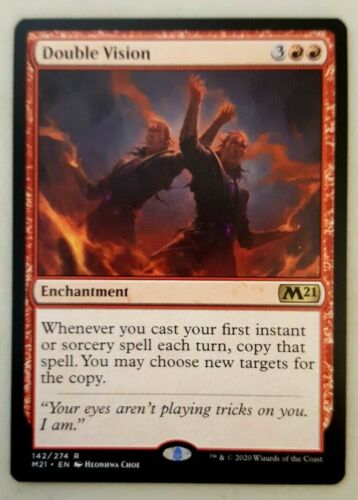 Double Vision 3
Enchantment M21
Whenever you cast your first instant
or sorcery spell each turn, copy that
spell. You may choose new targets for
the copy.
"Your eyes aren't playing tricks on you.
I am."
142/274 R
M21 • EN Heonhwa Choe ™ & © 2020 Wizards of the Coast